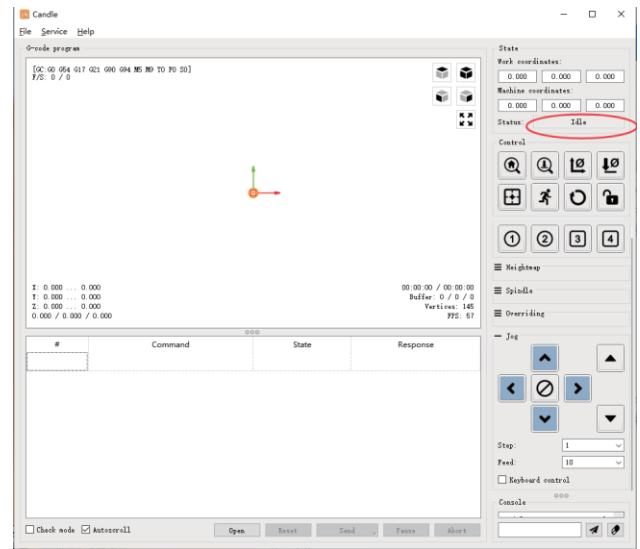 Candle
File Service Help
G-code program
[GC:G0 G54 G17 G21 G90 G94 M5 M9 T0 F0 S0]
F/S: 0 / 0
X: 0.000 ... 0.000
Y: 0.000 ... 0.000
Z: 0.000 ... 0.000
0.000 / 0.000 / 0.000
00:00:00 / 00:00:00
Buffer: 0 / 0 / 0
Vertices: 145
FPS: 57
# Command State Response
Check mode Autoscroll Open Reset Send Pause Abort
State
Work coordinates:
0.000 0.000 0.000
Machine coordinates:
0.000 0.000 0.000
Status: Idle
Control
1 2 3 4
Heightmap
Spindle
Overriding
Jog
Step: 1
Feed: 10
Keyboard control
Console